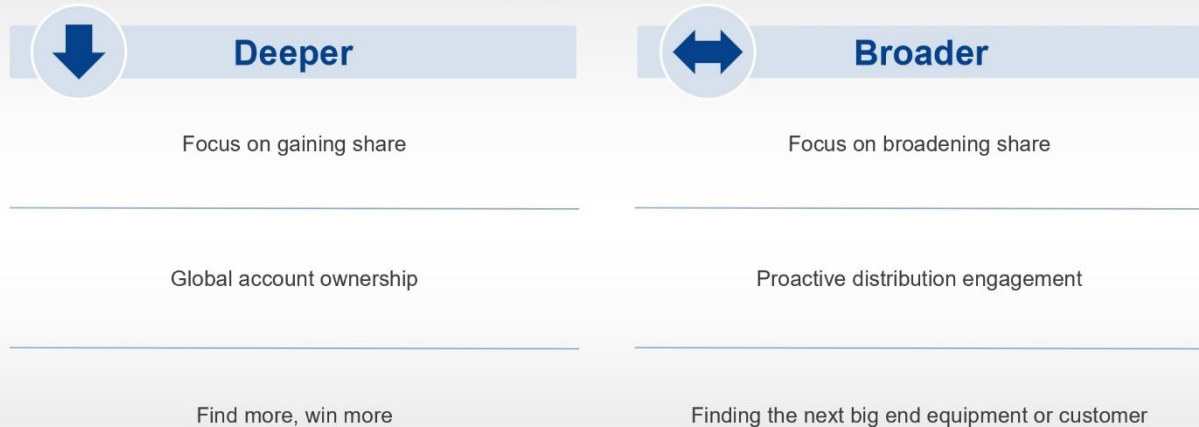 Deeper
Focus on gaining share
Global account ownership
Find more, win more
Broader
Focus on broadening share
Proactive distribution engagement
Finding the next big end equipment or customer